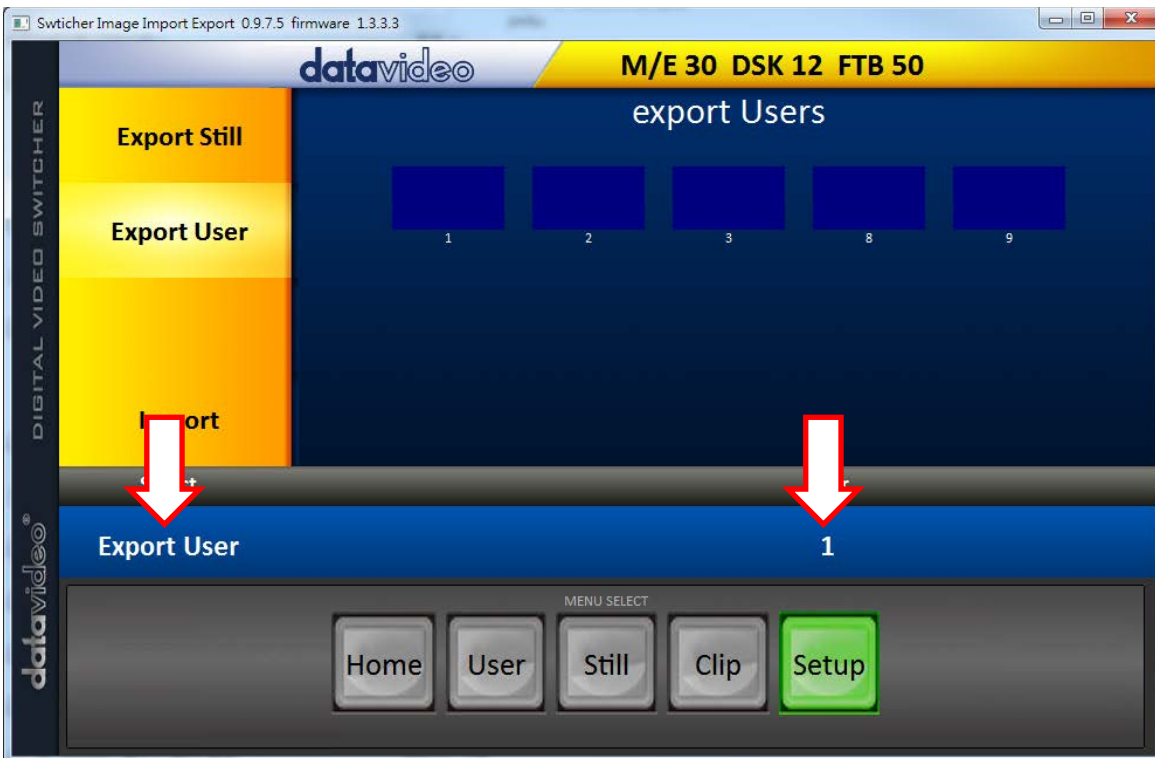 Swticher Image Import Export 0.9.7.5 firmware 1.3.3.3
datavideo
M/E 30 DSK 12 FTB 50
DIGITAL VIDEO SWITCHER
datavideo®
Export Still
Export User
export Users
1 2 3 8 9
Export User
1
MENU SELECT
Home User Still Clip Setup